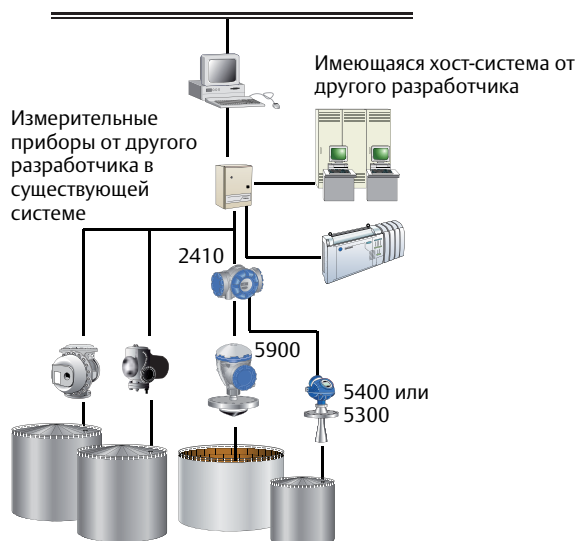 Имеющаяся хост-система от
другого разработчика
Измерительные
приборы от другого
разработчика в
существующей
системе
2410
5900
5400 или
5300